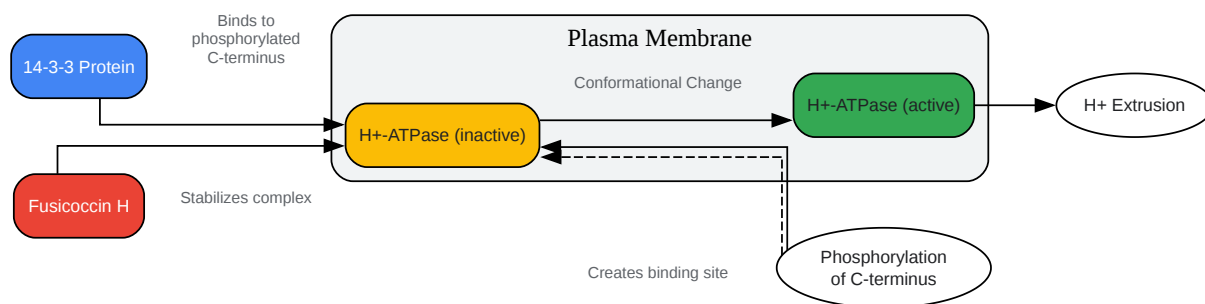 Binds to
phosphorylated
C-terminus
14-3-3 Protein
Plasma Membrane
Conformational Change
H+-ATPase (inactive)
H+-ATPase (active)
H+ Extrusion
Fusicoccin H
Stabilizes complex
Creates binding site
Phosphorylation
of C-terminus